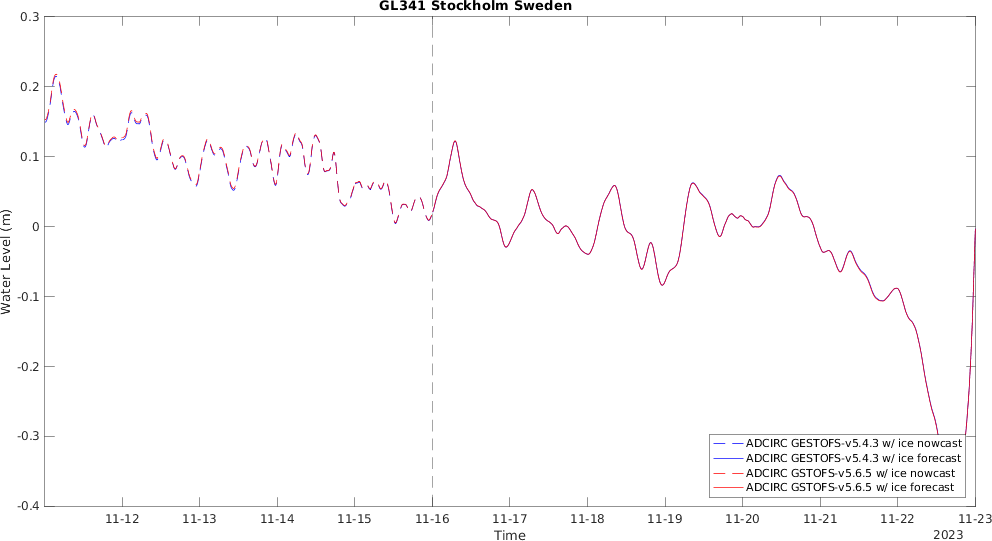 GL341 Stockholm Sweden
0.3
0.2
0.1
0
-0.1
-0.2
-0.3
-0.4
Water Level (m)
ADCIRC GESTOFS-v5.4.3 w/ ice nowcast
ADCIRC GESTOFS-v5.4.3 w/ ice forecast
ADCIRC GSTOFS-v5.6.5 w/ ice nowcast
ADCIRC GSTOFS-v5.6.5 w/ ice forecast
11-12 11-13 11-14 11-15 11-16 11-17 11-18 11-19 11-20 11-21 11-22 11-23
Time
2023